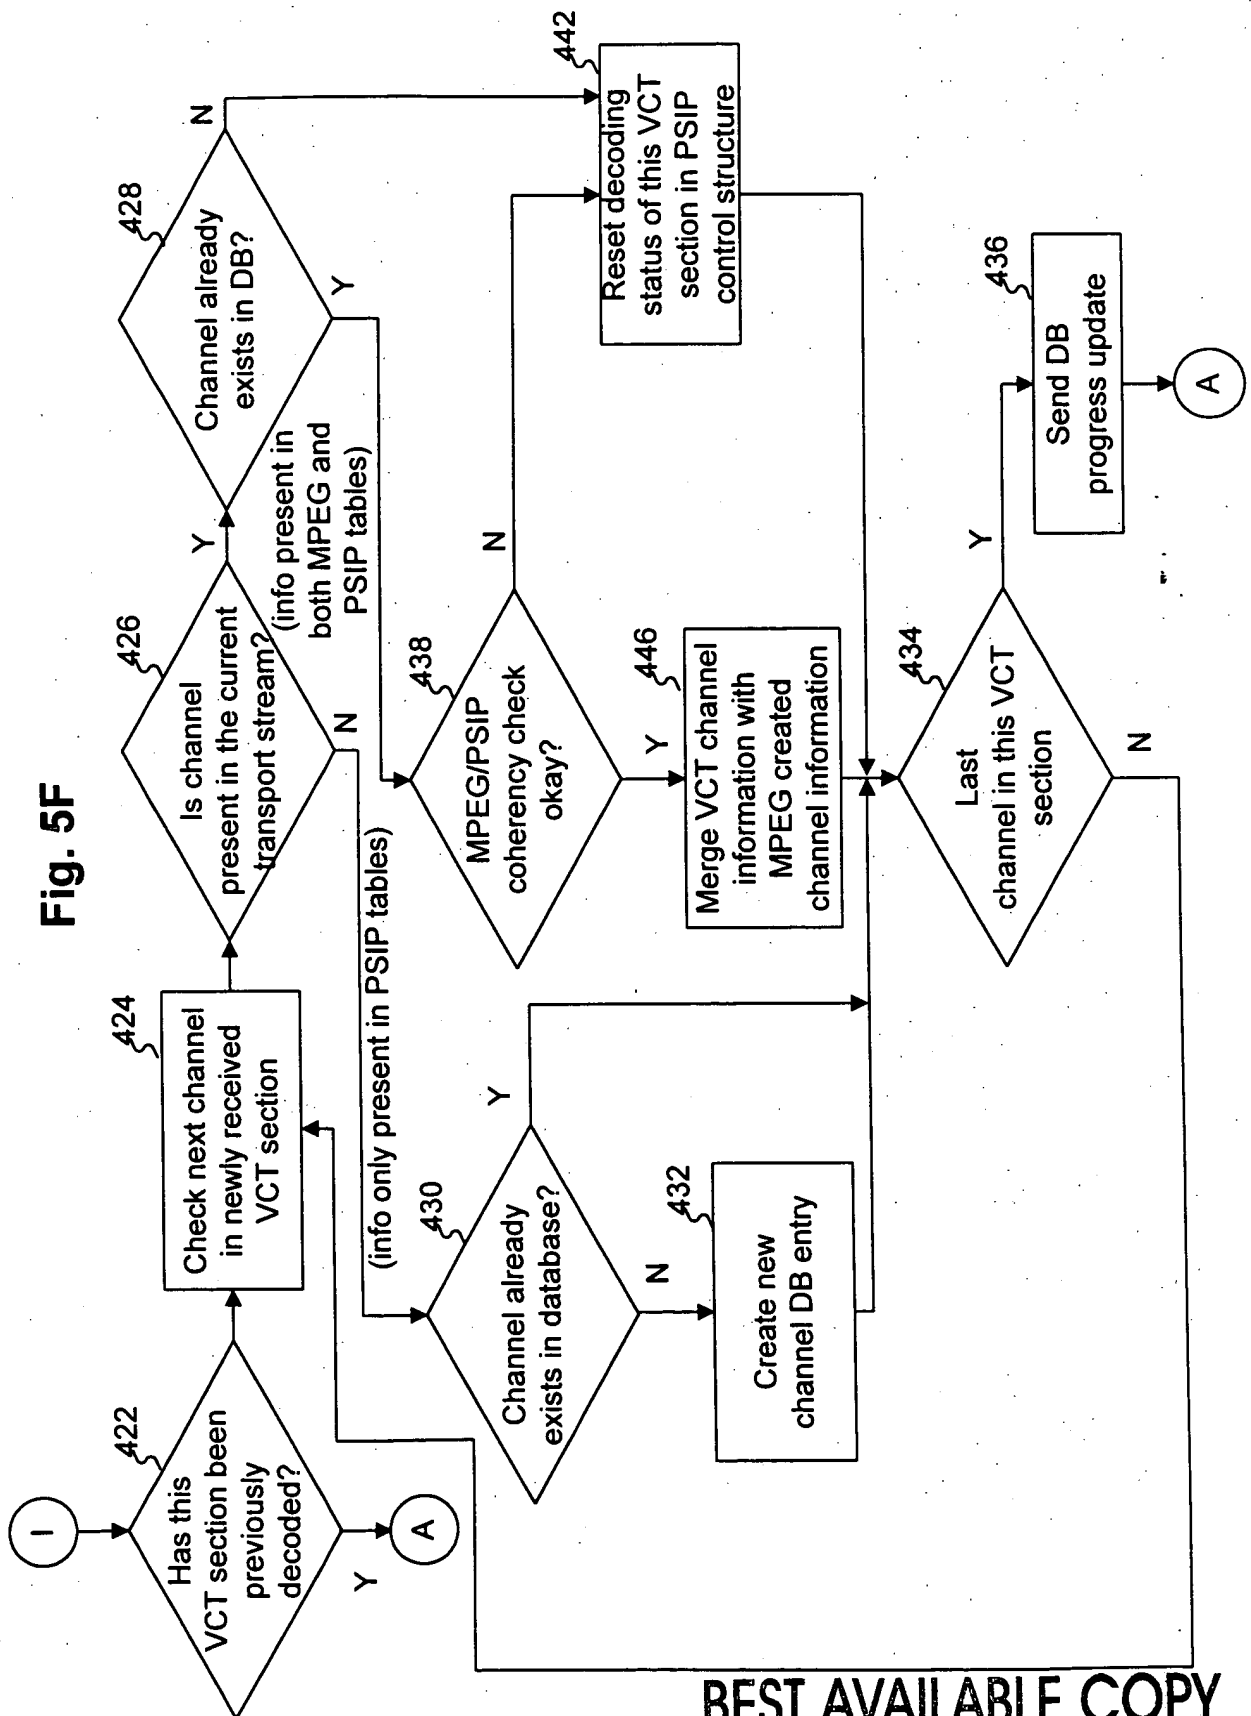 Fig. 5F
I
422
Has this
VCT section been
previously
decoded?
Y
A
424
Check next channel
in newly received
VCT section
426
Is channel
present in the current
transport stream?
Y
N
428
Channel already
exists in DB?
N
Y
(info present in
both MPEG and
PSIP tables)
(info only present in PSIP tables)
430
Channel already
exists in database?
Y
N
432
Create new
channel DB entry
438
MPEG/PSIP
coherency check
okay?
N
Y
446
Merge VCT channel
information with
MPEG created
channel information
442
Reset decoding
status of this VCT
section in PSIP
control structure
434
Last
channel in this VCT
section
Y
N
436
Send DB
progress update
A
BEST AVAILABLE COPY